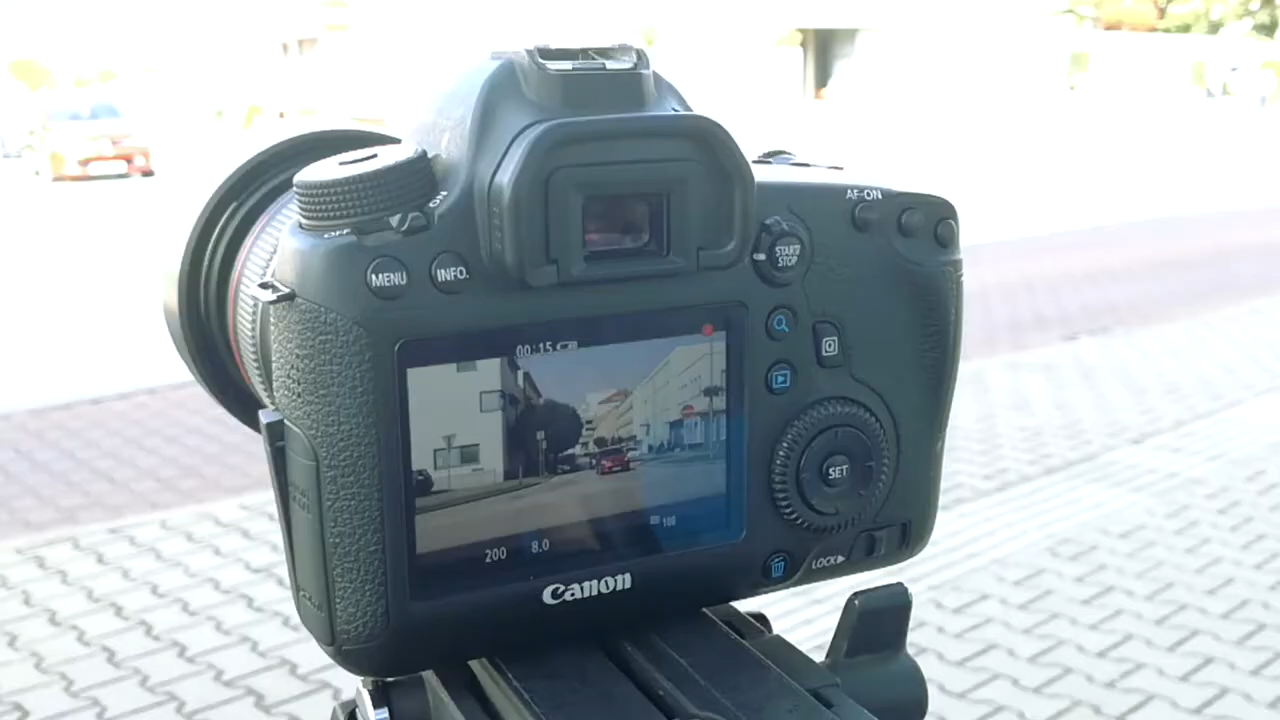 AF-ON
ON
OFF
MENU
INFO.
START/
STOP
00:15
Q
SET
100
200 8.0
LOCK▶
Canon